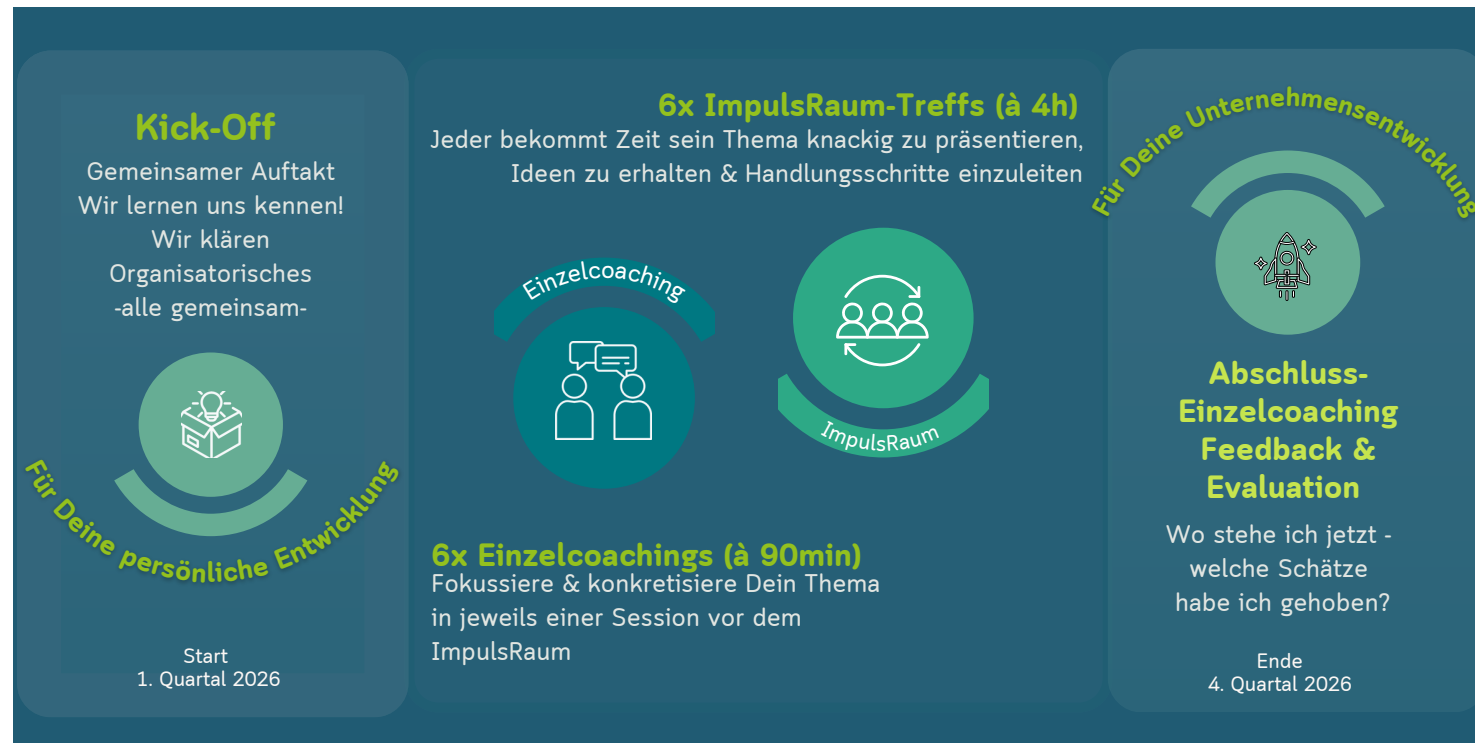 Kick-Off
Gemeinsamer Auftakt
Wir lernen uns kennen!
Wir klären
Organisatorisches
-alle gemeinsam-
Für Deine persönliche Entwicklung
Start
1. Quartal 2026
6x ImpulsRaum-Treffs (à 4h)
Jeder bekommt Zeit sein Thema knackig zu präsentieren,
Ideen zu erhalten & Handlungsschritte einzuleiten
Einzelcoaching
ImpulsRaum
6x Einzelcoachings (à 90min)
Fokussiere & konkretisiere Dein Thema
in jeweils einer Session vor dem
ImpulsRaum
Für Deine Unternehmensentwicklung
Abschluss-
Einzelcoaching
Feedback &
Evaluation
Wo stehe ich jetzt -
welche Schätze
habe ich gehoben?
Ende
4. Quartal 2026